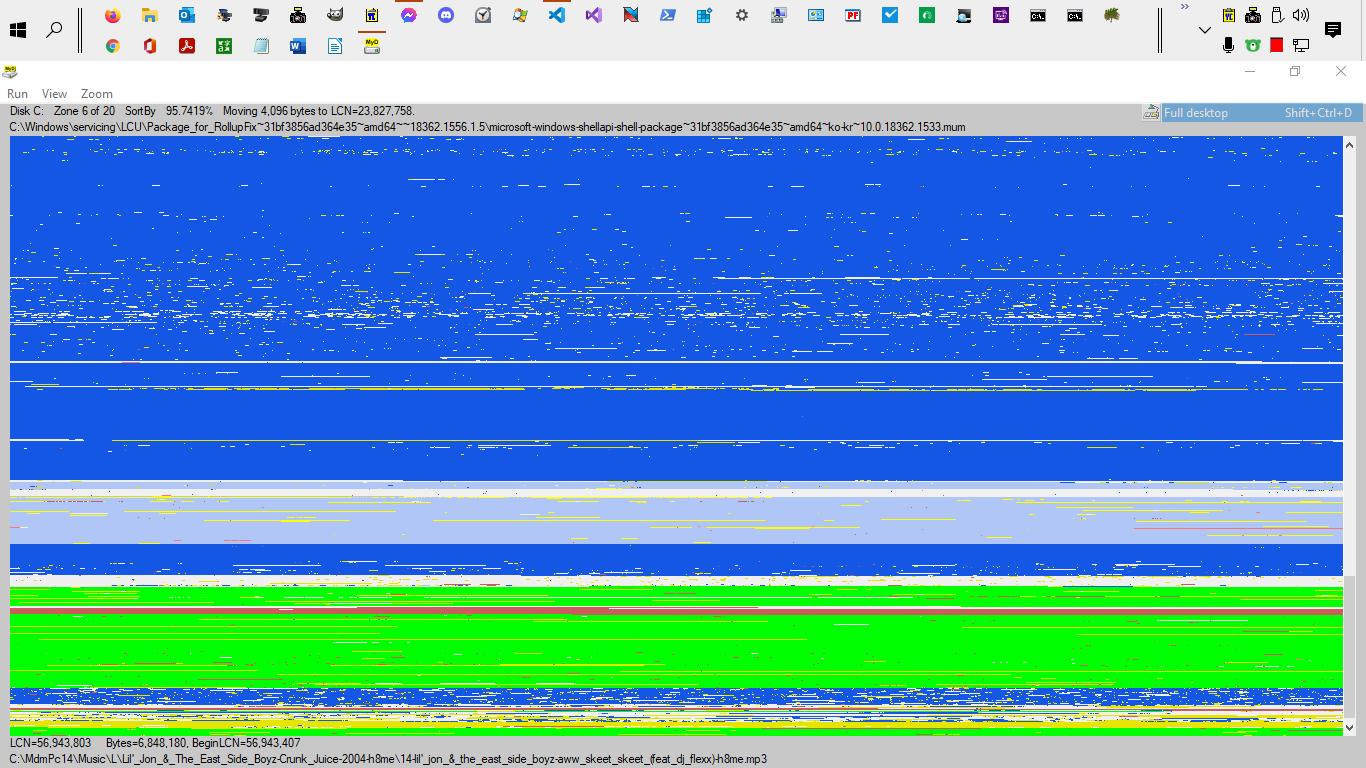 PF
C:\.
C:\.
MyD
»
MyD
Run View Zoom
Disk C: Zone 6 of 20 SortBy 95.7419% Moving 4,096 bytes to LCN=23,827,758.
Full desktop Shift+Ctrl+D
C:\Windows\servicing\LCU\Package_for_RollupFix~31bf3856ad364e35~amd64~~18362.1556.1.5\microsoft-windows-shellapi-shell-package~31bf3856ad364e35~amd64~ko-kr~10.0.18362.1533.mum
LCN=56,943,803 Bytes=6,848,180, BeginLCN=56,943,407
C:\MdmPc14\Music\L\Lil'_Jon_&_The_East_Side_Boyz-Crunk_Juice-2004-h8me\14-lil'_jon_&_the_east_side_boyz-aww_skeet_skeet_(feat_dj_flexx)-h8me.mp3